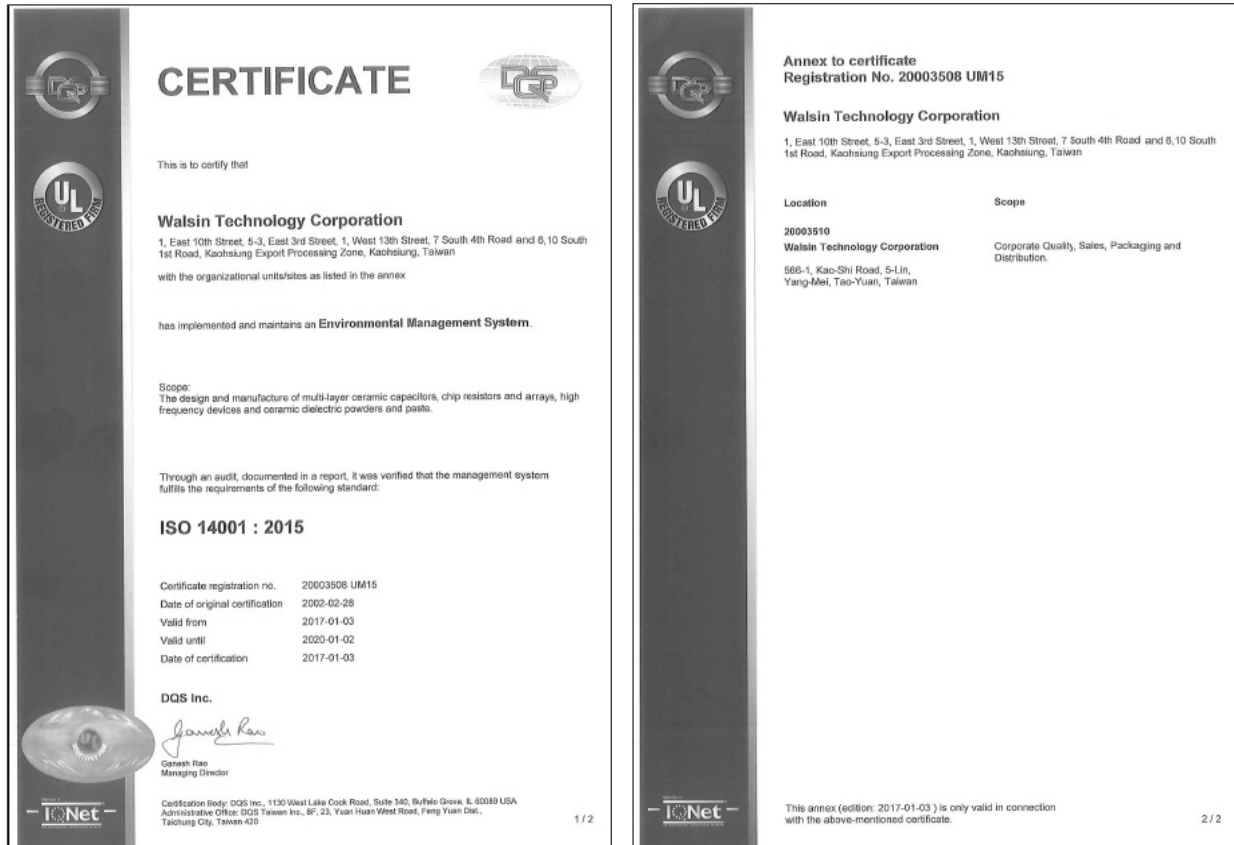 CERTIFICATE
DQS
UL
REGISTERED FIRM
This is to certify that
Walsin Technology Corporation
1, East 10th Street, 5-3, East 3rd Street, 1, West 13th Street, 7 South 4th Road and 6,10 South
1st Road, Kaohsiung Export Processing Zone, Kaohsiung, Taiwan
with the organizational units/sites as listed in the annex
has implemented and maintains an Environmental Management System.
Scope:
The design and manufacture of multi-layer ceramic capacitors, chip resistors and arrays, high
frequency devices and ceramic dielectric powders and paste.
Through an audit, documented in a report, it was verified that the management system
fulfills the requirements of the following standard:
ISO 14001 : 2015
Certificate registration no. 20003508 UM15
Date of original certification 2002-02-28
Valid from 2017-01-03
Valid until 2020-01-02
Date of certification 2017-01-03
DQS Inc.
Ganesh Rao
Ganesh Rao
Managing Director
Certification Body: DQS Inc., 1130 West Lake Cook Road, Suite 340, Buffalo Grove, IL 60089 USA
Administrative Office: DQS Taiwan Inc., 8F, 23, Yuan Huan West Road, Feng Yuan Dist.,
Taichung City, Taiwan 420
1 / 2
IQNet
Annex to certificate
Registration No. 20003508 UM15
Walsin Technology Corporation
1, East 10th Street, 5-3, East 3rd Street, 1, West 13th Street, 7 South 4th Road and 6,10 South
1st Road, Kaohsiung Export Processing Zone, Kaohsiung, Taiwan
Location Scope
20003510
Walsin Technology Corporation Corporate Quality, Sales, Packaging and
Distribution.
566-1, Kao-Shi Road, 5-Lin,
Yang-Mei, Tao-Yuan, Taiwan
UL
REGISTERED FIRM
IQNet
This annex (edition: 2017-01-03 ) is only valid in connection
with the above-mentioned certificate.
2 / 2